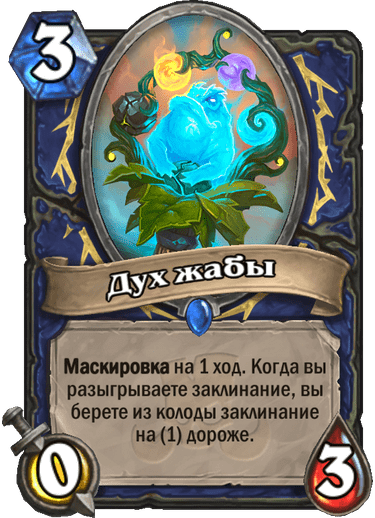 3
Дух жабы
Маскировка на 1 ход. Когда вы
разыгрываете заклинание, вы
берете из колоды заклинание
на (1) дороже.
0
3